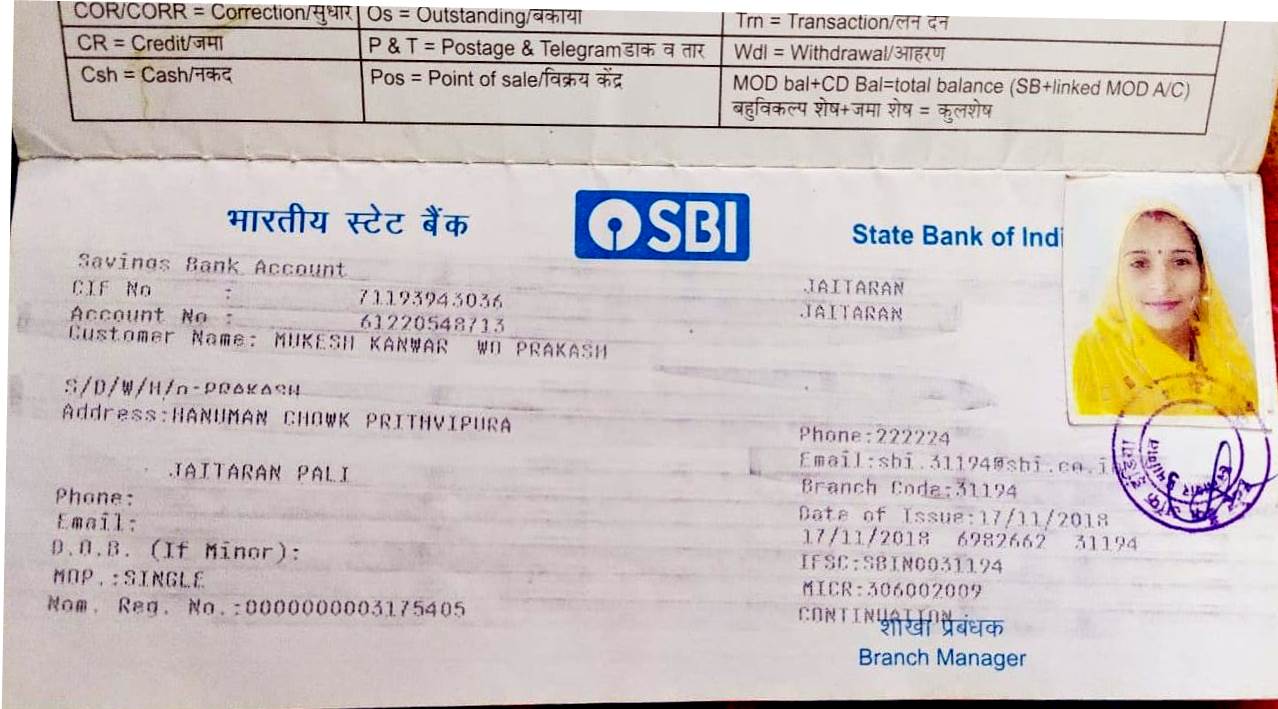 COR/CORR = Correction/सुधार Os = Outstanding/बकाया Trn = Transaction/लेन देन
CR = Credit/जमा P & T = Postage & Telegramडाक व तार Wdl = Withdrawal/आहरण
Csh = Cash/नकद Pos = Point of sale/विक्रय केंद्र MOD bal+CD Bal=total balance (SB+linked MOD A/C)
बहुविकल्प शेष+जमा शेष = कुलशेष
भारतीय स्टेट बैंक SBI State Bank of Indi
Savings Bank Account JAITARAN
CIF No : 71193943036
JAITARAN
Account No : 61220548713
Customer Name: MUKESH KANWAR WO PRAKASH
S/D/W/H/o-PRAKASH
Address:HANUMAN CHOWK PRITHVIPURA
Phone:222224
JAITARAN PALI Email:sbi.31194@sbi.co.i
Phone: Branch Code:31194
Email: Date of Issue:17/11/2018
17/11/2018 6982662 31194
D.O.B. (If Minor): IFSC:SBIN0031194
MOP.:SINGLE MICR:306002009
Nom. Reg. No.:0000000003175405 CONTINUATION
शाखा प्रबंधक
Branch Manager